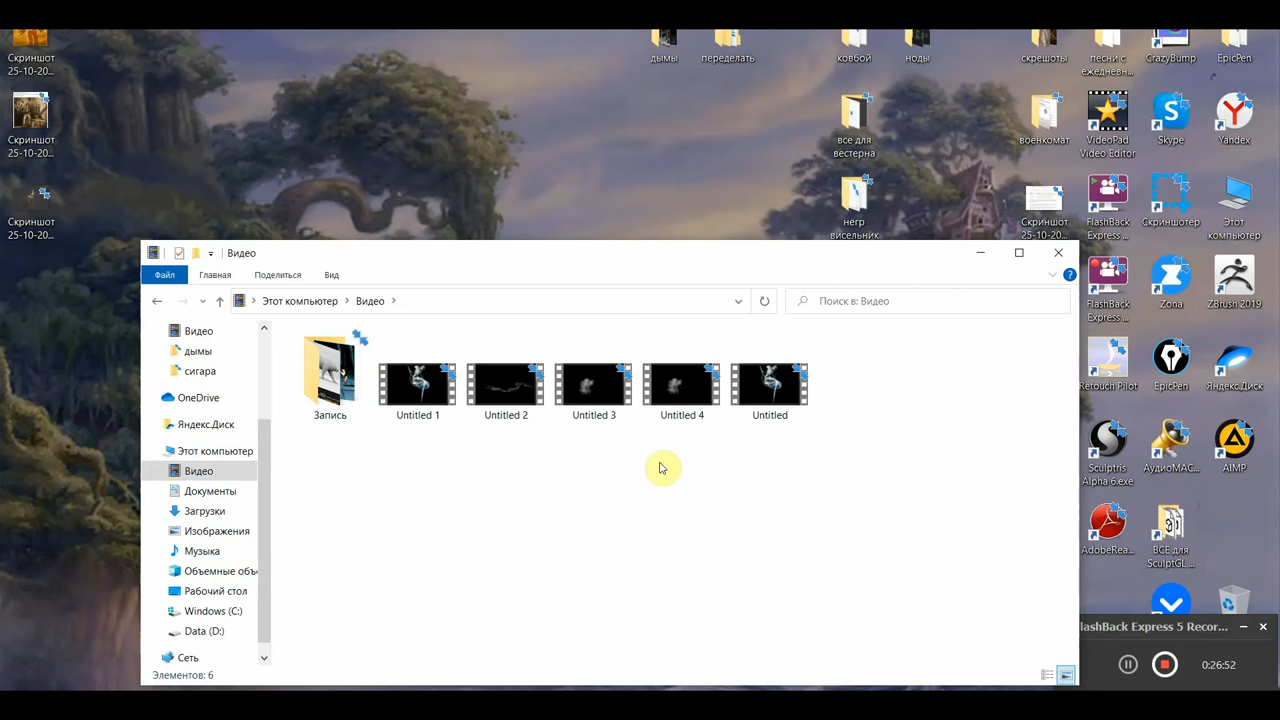 Скриншот
25-10-20...
Скриншот
25-10-20...
Скриншот
25-10-20...
дымы
переделать
ковбой
ноды
скрешоты
песни с
ежедневн...
CrazyBump
EpicPen
все для
вестерна
военкомат
VideoPad
Video Editor
Skype
Yandex
негр
висельник
Скриншот
25-10-20...
FlashBack
Express ...
Скриншотер
Этот
компьютер
FlashBack
Express ...
Zona
ZBrush 2019
Retouch Pilot
EpicPen
Яндекс.Диск
Sculptris
Alpha 6.exe
АудиоМАС...
AIMP
AdobeRea...
ВСЕ для
SculptGL ...
Видео
Файл
Главная
Поделиться
Вид
Этот компьютер
Видео
Поиск в: Видео
Видео
дымы
сигара
OneDrive
Яндекс.Диск
Этот компьютер
Видео
Документы
Загрузки
Изображения
Музыка
Объемные объ
Рабочий стол
Windows (C:)
Data (D:)
Сеть
Запись
Untitled 1
Untitled 2
Untitled 3
Untitled 4
Untitled
Элементов: 6
lashBack Express 5 Recor...
0:26:52